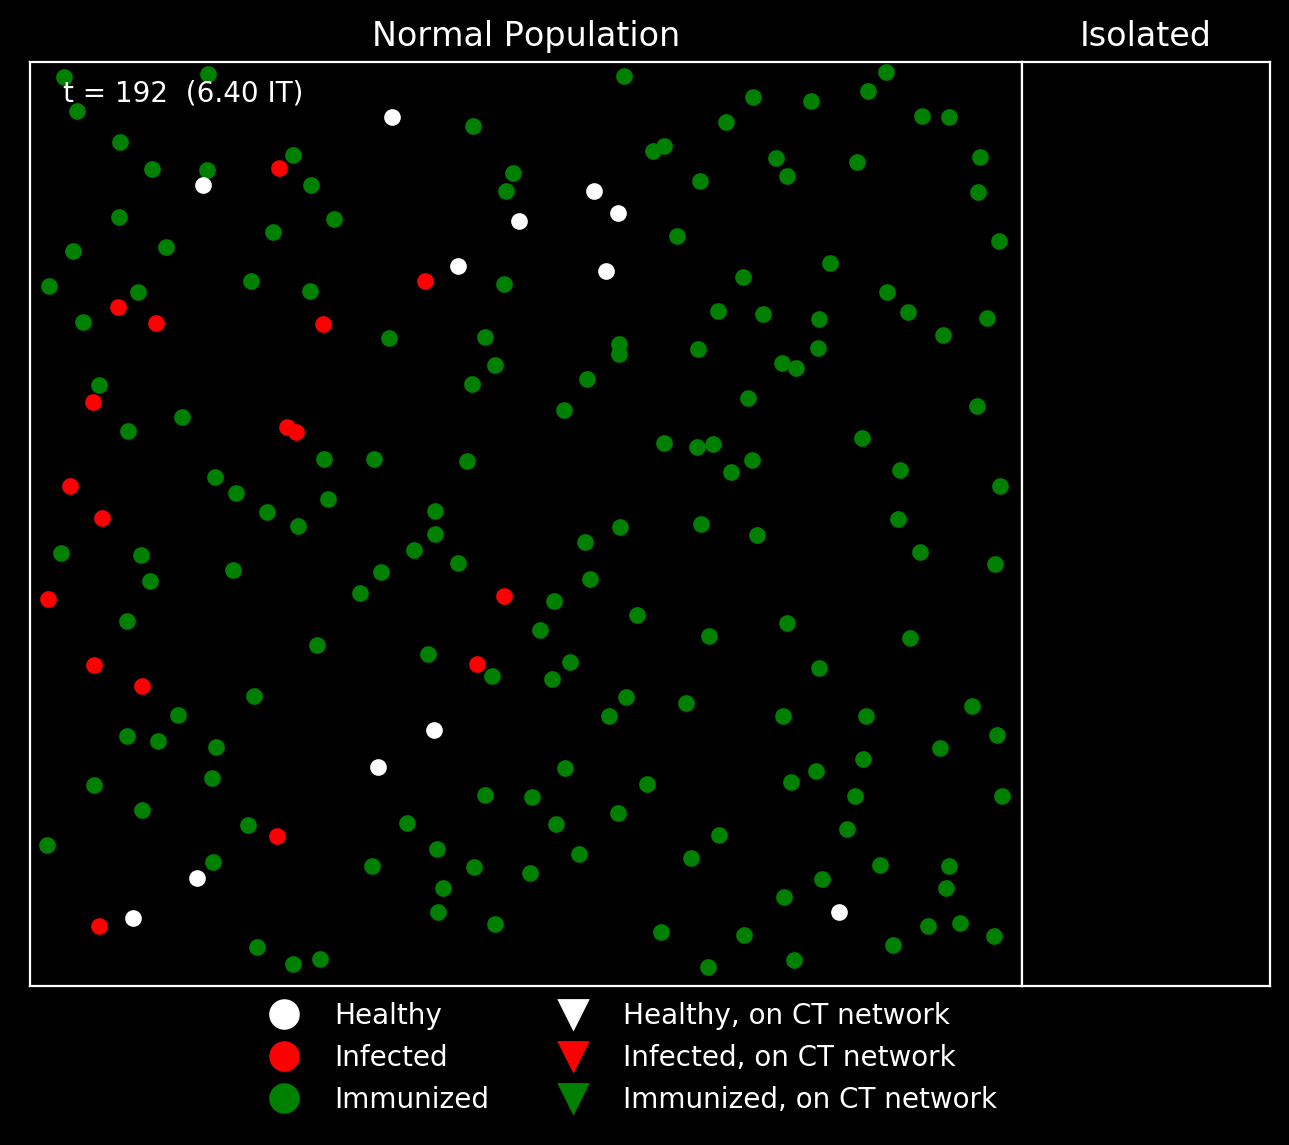 Normal Population
Isolated
t = 192  (6.40 IT)
Healthy
Infected
Immunized
Healthy, on CT network
Infected, on CT network
Immunized, on CT network